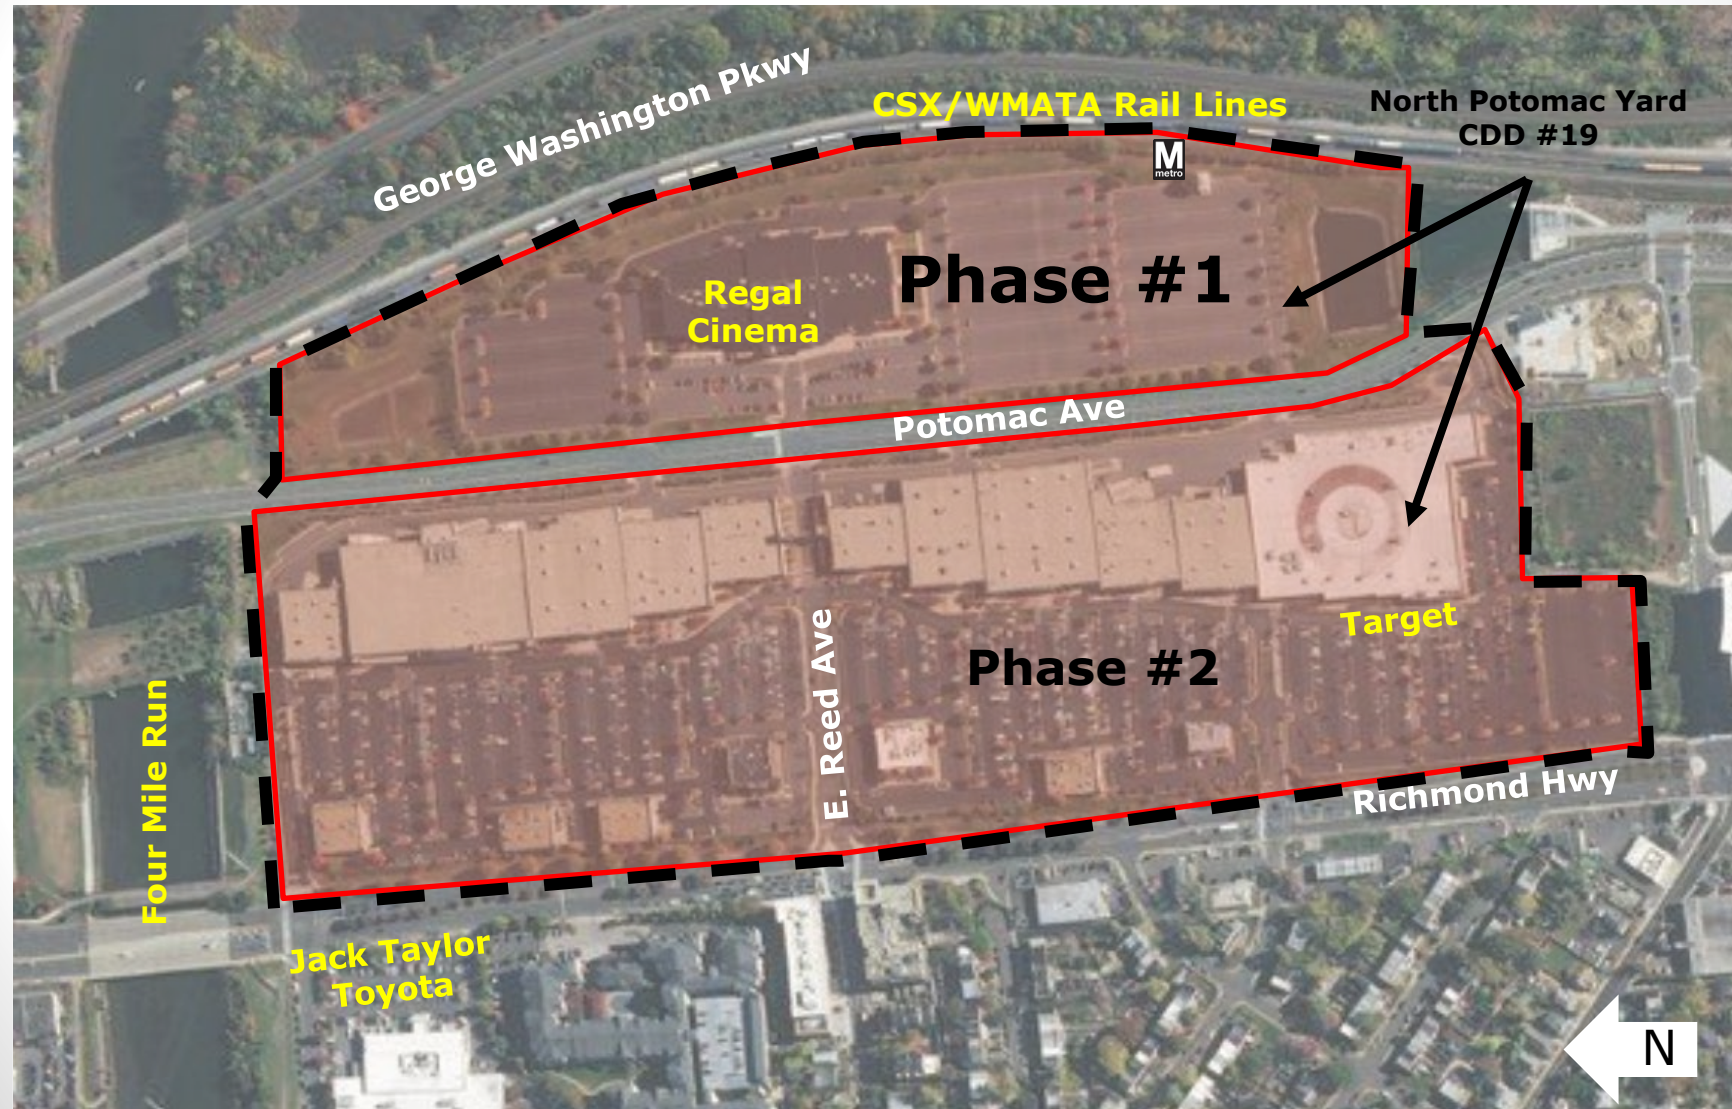 George Washington Pkwy
CSX/WMATA Rail Lines
North Potomac Yard
CDD #19
M
metro
Phase #1
Regal
Cinema
Potomac Ave
Target
E. Reed Ave
Phase #2
Richmond Hwy
Four Mile Run
Jack Taylor
Toyota
N